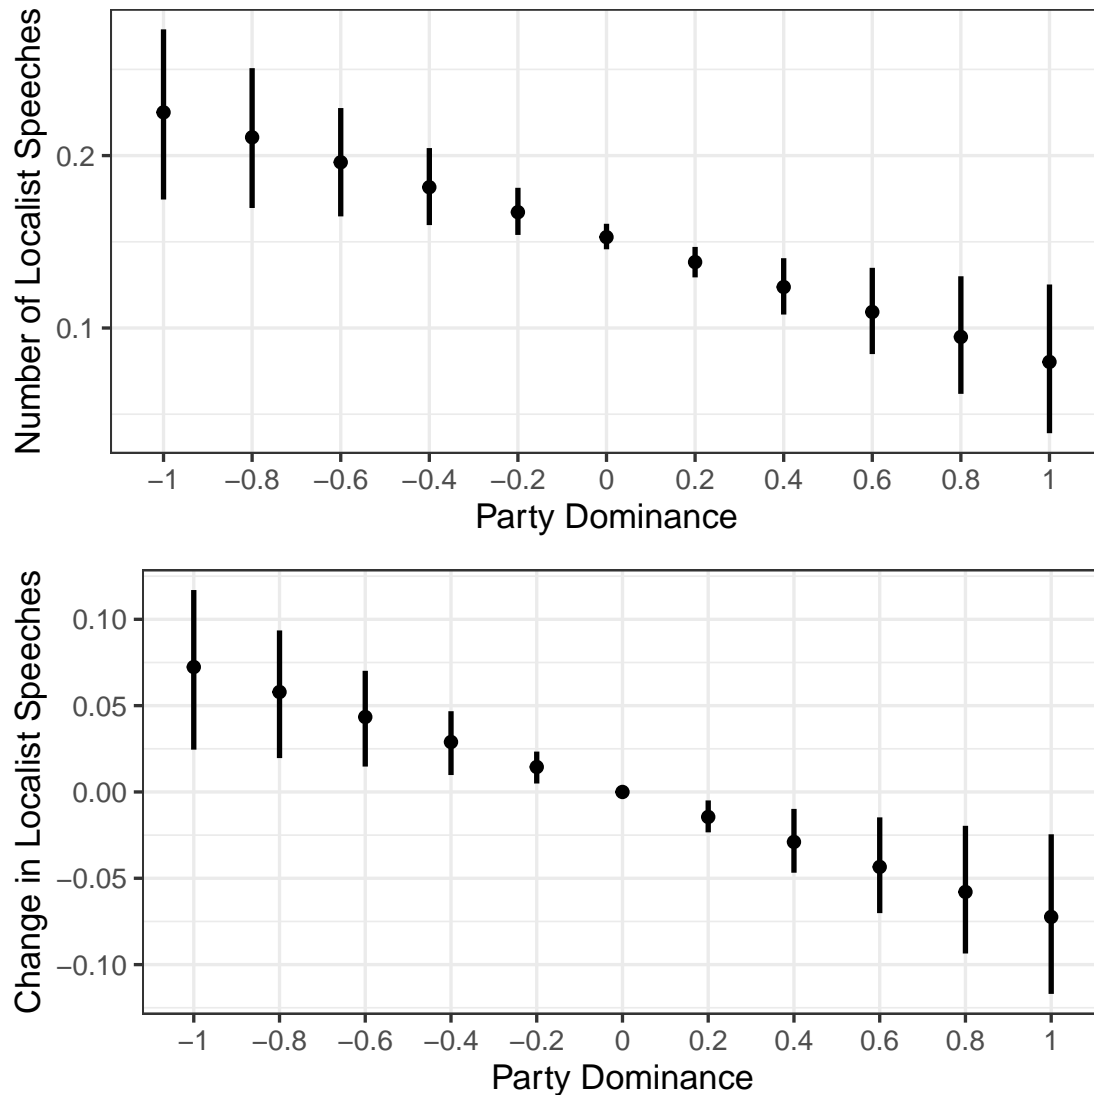 Number of Localist Speeches
0.2
0.1
−1 −0.8 −0.6 −0.4 −0.2 0 0.2 0.4 0.6 0.8 1
Party Dominance
Change in Localist Speeches
0.10
0.05
0.00
−0.05
−0.10
−1 −0.8 −0.6 −0.4 −0.2 0 0.2 0.4 0.6 0.8 1
Party Dominance